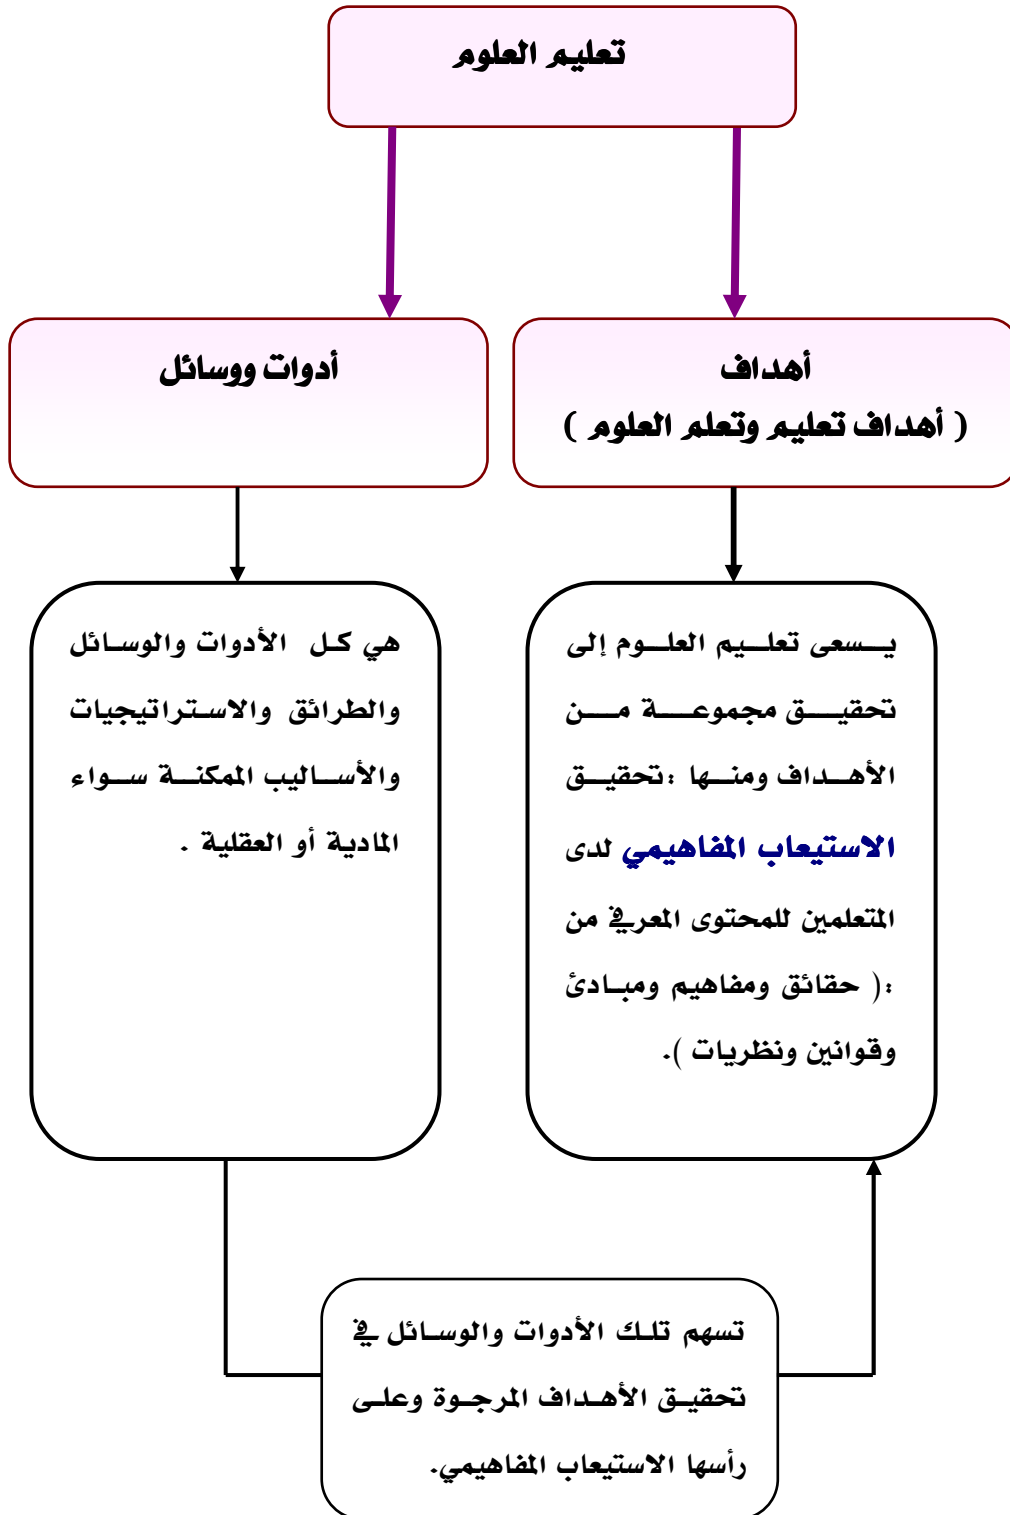 تعليم العلوم
أهداف
( أهداف تعليم وتعلم العلوم )
أدوات ووسائل
يسعى تعليم العلوم إلى
تحقيق مجموعة من
الأهداف ومنها :تحقيق
الاستيعاب المفاهيمي لدى
المتعلمين للمحتوى المعرفي من
:( حقائق ومفاهيم ومبادئ
وقوانين ونظريات ).
هي كل الأدوات والوسائل
والطرائق والاستراتيجيات
والأساليب الممكنة سواء
المادية أو العقلية .
تسهم تلك الأدوات والوسائل في
تحقيق الأهداف المرجوة وعلى
رأسها الاستيعاب المفاهيمي.